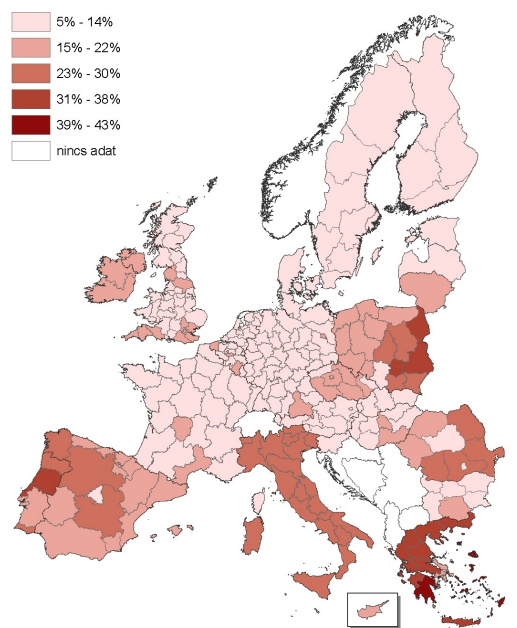 5% - 14%
15% - 22%
23% - 30%
31% - 38%
39% - 43%
nincs adat